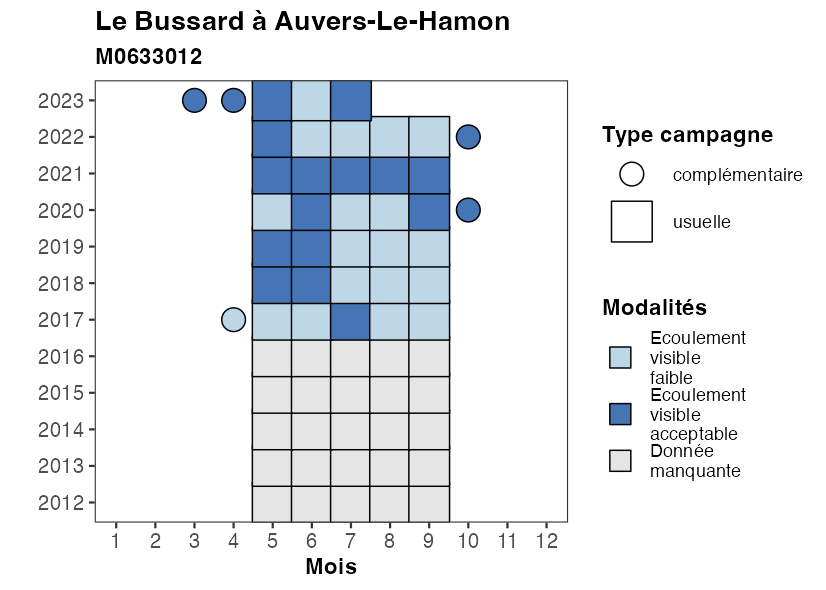 Le Bussard à Auvers-Le-Hamon
M0633012
2023
2022
2021
2020
2019
2018
2017
2016
2015
2014
2013
2012
1 2 3 4 5 6 7 8 9 10 11 12
Mois
Type campagne
complémentaire
usuelle
Modalités
Ecoulement
visible
faible
Ecoulement
visible
acceptable
Donnée
manquante